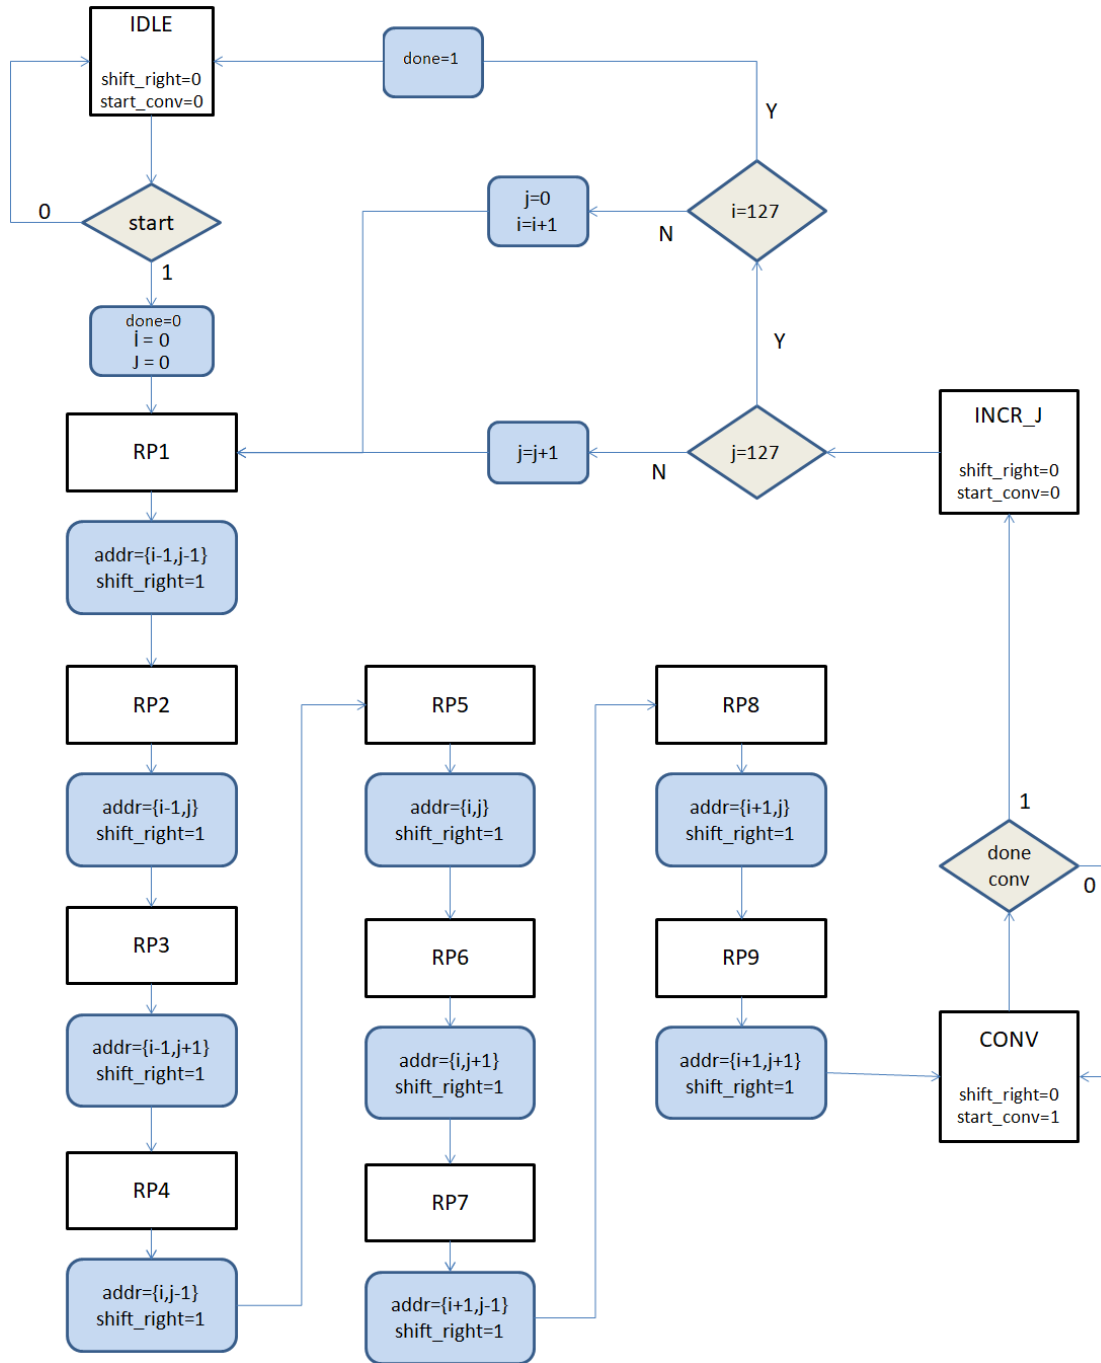 IDLE
shift_right=0
start_conv=0
done=1
Y
start
0
1
j=0
i=i+1
i=127
N
done=0
İ = 0
J = 0
Y
RP1
j=j+1
N
j=127
INCR_J
shift_right=0
start_conv=0
addr={i-1,j-1}
shift_right=1
RP2
addr={i-1,j}
shift_right=1
RP3
addr={i-1,j+1}
shift_right=1
RP4
addr={i,j-1}
shift_right=1
RP5
addr={i,j}
shift_right=1
RP6
addr={i,j+1}
shift_right=1
RP7
addr={i+1,j-1}
shift_right=1
RP8
addr={i+1,j}
shift_right=1
RP9
addr={i+1,j+1}
shift_right=1
1
done
conv
0
CONV
shift_right=0
start_conv=1